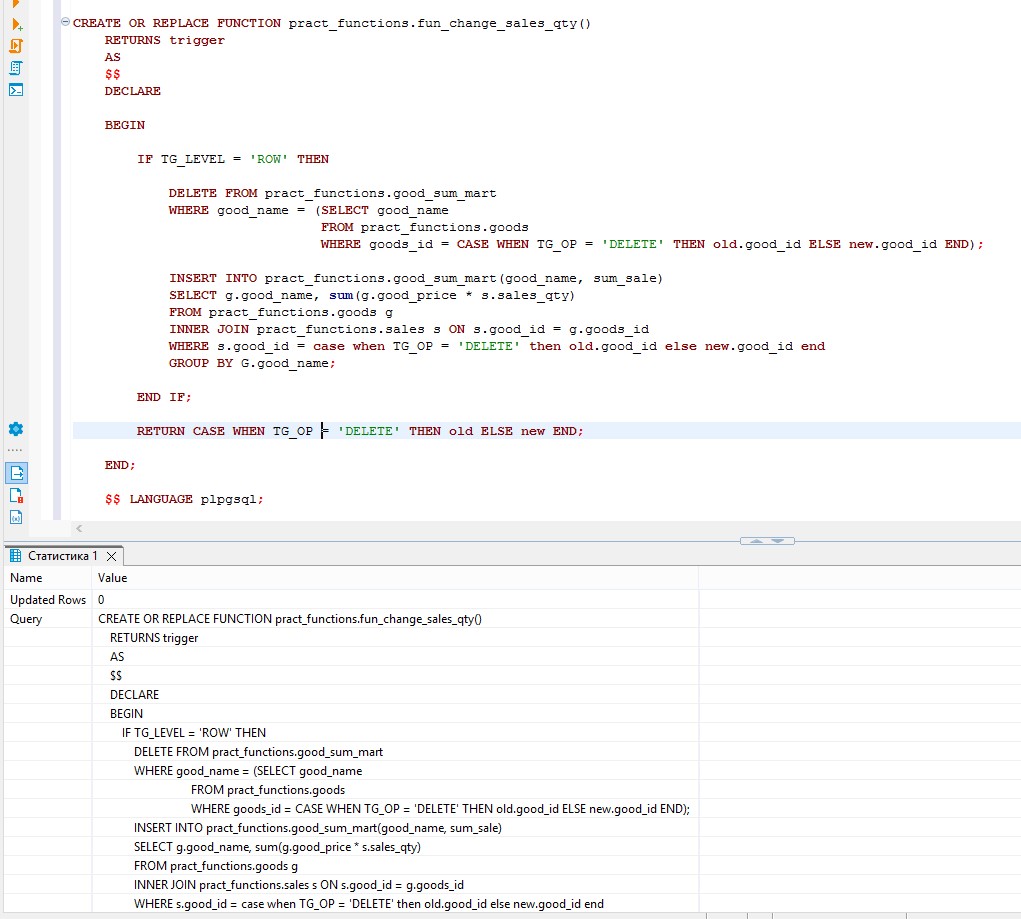 CREATE OR REPLACE FUNCTION pract_functions.fun_change_sales_qty()
RETURNS trigger
AS
$$
DECLARE
BEGIN
IF TG_LEVEL = 'ROW' THEN
DELETE FROM pract_functions.good_sum_mart
WHERE good_name = (SELECT good_name
FROM pract_functions.goods
WHERE goods_id = CASE WHEN TG_OP = 'DELETE' THEN old.good_id ELSE new.good_id END);
INSERT INTO pract_functions.good_sum_mart(good_name, sum_sale)
SELECT g.good_name, sum(g.good_price * s.sales_qty)
FROM pract_functions.goods g
INNER JOIN pract_functions.sales s ON s.good_id = g.goods_id
WHERE s.good_id = case when TG_OP = 'DELETE' then old.good_id else new.good_id end
GROUP BY G.good_name;
END IF;
RETURN CASE WHEN TG_OP = 'DELETE' THEN old ELSE new END;
END;
$$ LANGUAGE plpgsql;
Статистика 1
Name Value
Updated Rows 0
Query CREATE OR REPLACE FUNCTION pract_functions.fun_change_sales_qty()
RETURNS trigger
AS
$$
DECLARE
BEGIN
IF TG_LEVEL = 'ROW' THEN
DELETE FROM pract_functions.good_sum_mart
WHERE good_name = (SELECT good_name
FROM pract_functions.goods
WHERE goods_id = CASE WHEN TG_OP = 'DELETE' THEN old.good_id ELSE new.good_id END);
INSERT INTO pract_functions.good_sum_mart(good_name, sum_sale)
SELECT g.good_name, sum(g.good_price * s.sales_qty)
FROM pract_functions.goods g
INNER JOIN pract_functions.sales s ON s.good_id = g.goods_id
WHERE s.good_id = case when TG_OP = 'DELETE' then old.good_id else new.good_id end